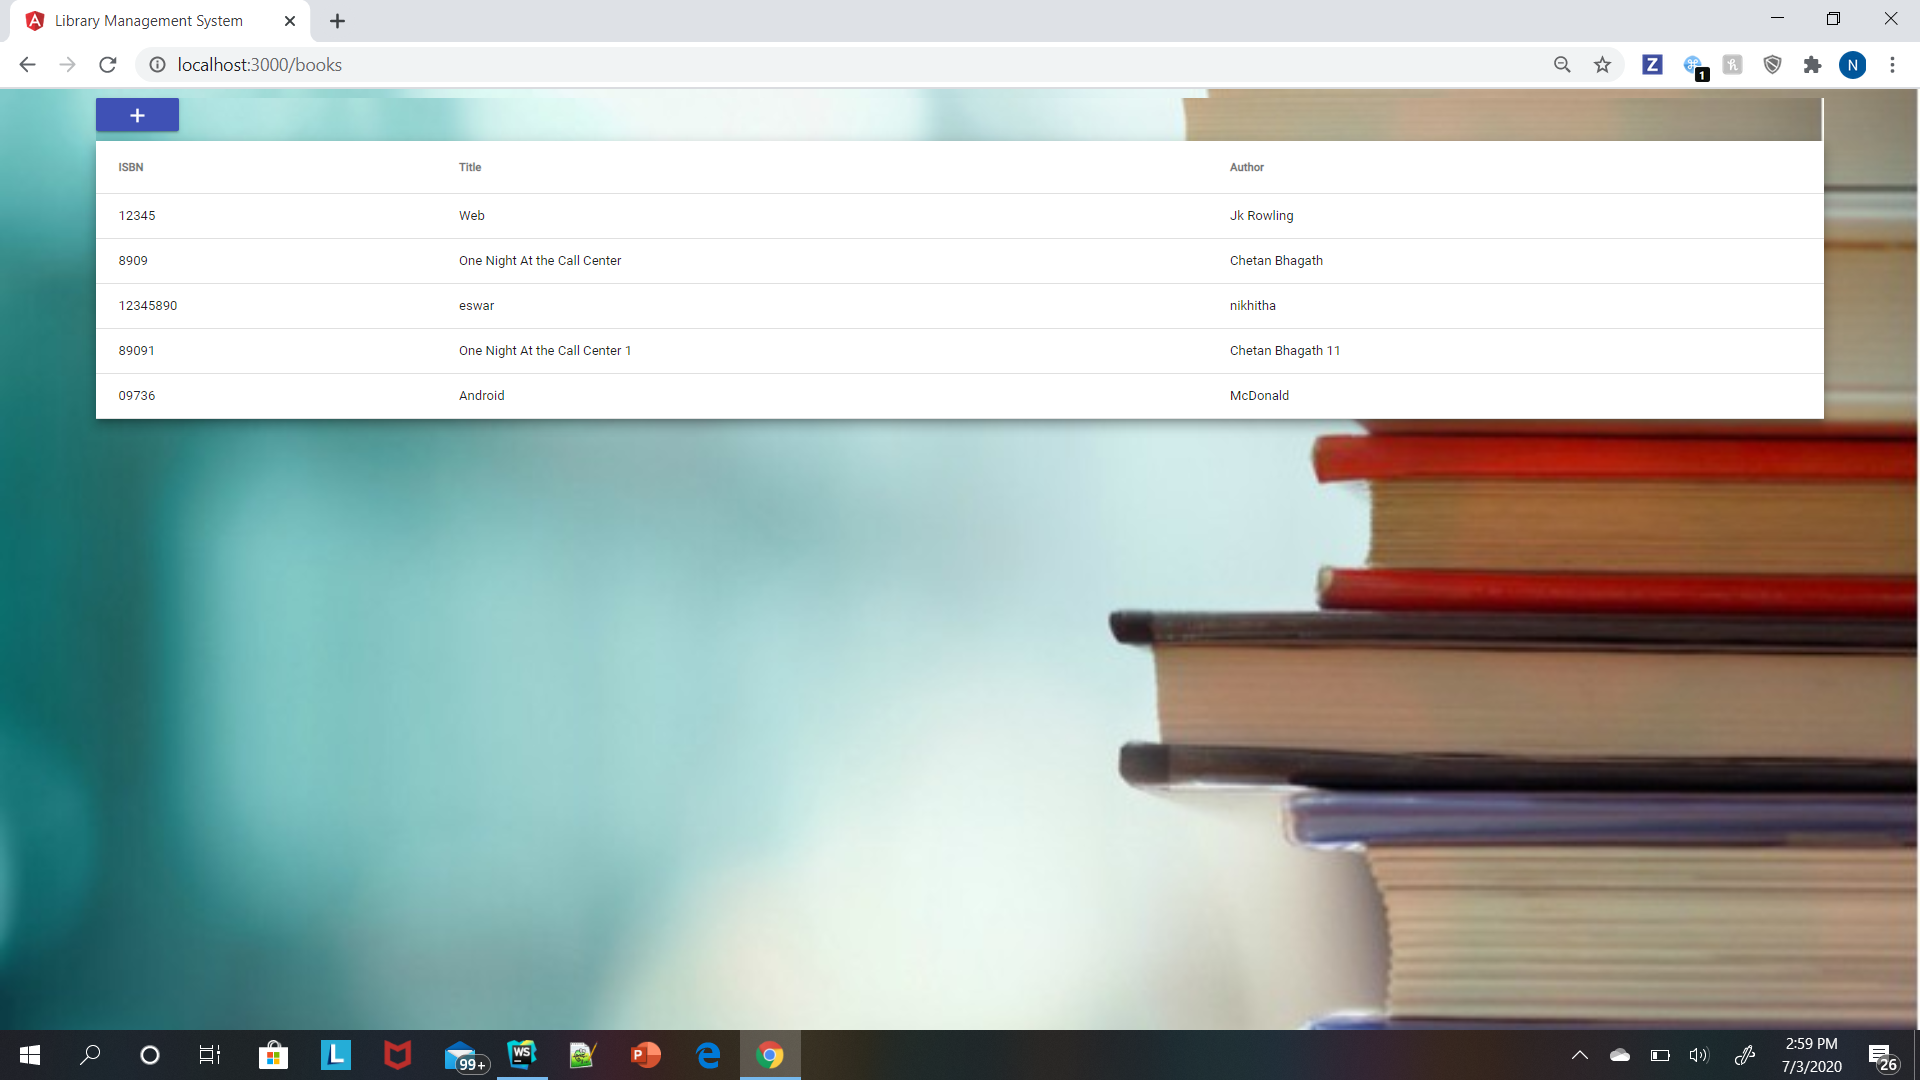 Library Management System
localhost:3000/books
Z
1
N
ISBN Title Author
12345 Web Jk Rowling
8909 One Night At the Call Center Chetan Bhagath
12345890 eswar nikhitha
89091 One Night At the Call Center 1 Chetan Bhagath 11
09736 Android McDonald
L
99+
WS
P
2:59 PM
7/3/2020
26